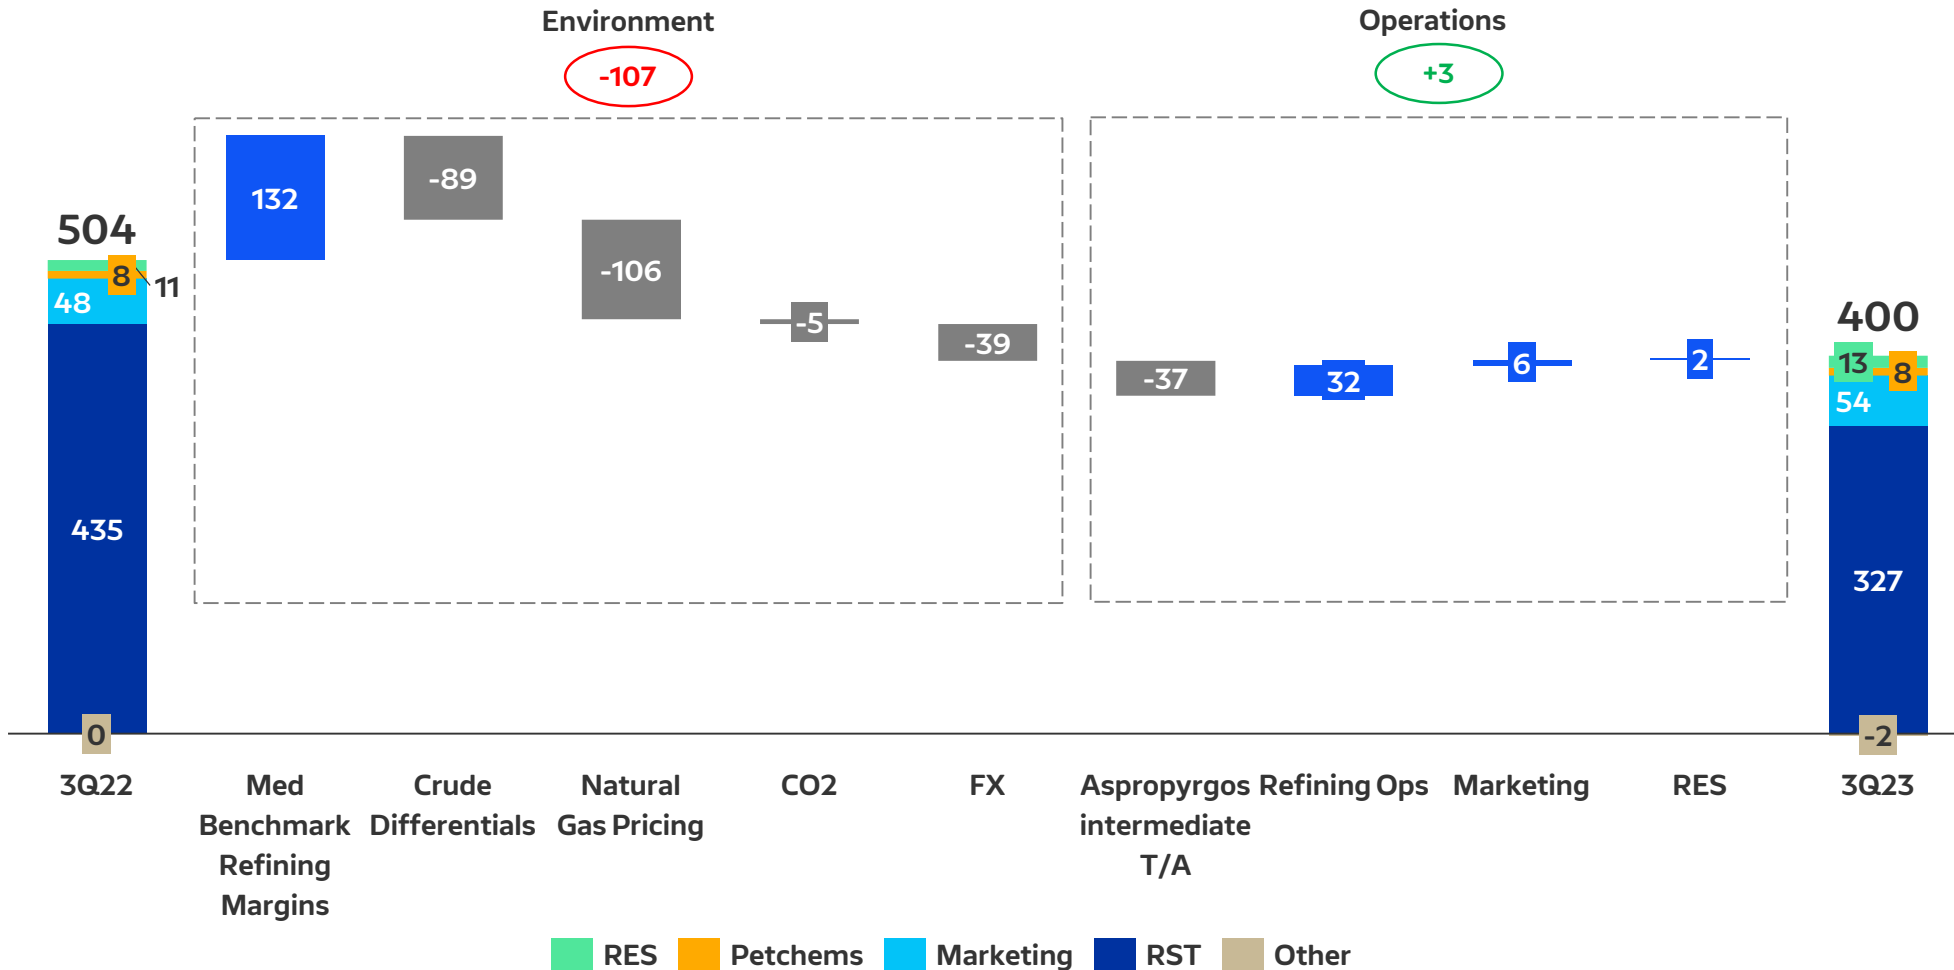 Environment
-107
Operations
+3
504
8
11
48
435
0
132
-89
-106
-5
-39
-37
32
6
2
400
13
8
54
327
-2
3Q22
Med
Benchmark
Refining
Margins
Crude
Differentials
Natural
Gas Pricing
CO2
FX
Aspropyrgos
intermediate
T/A
Refining Ops
Marketing
RES
3Q23
RES
Petchems
Marketing
RST
Other